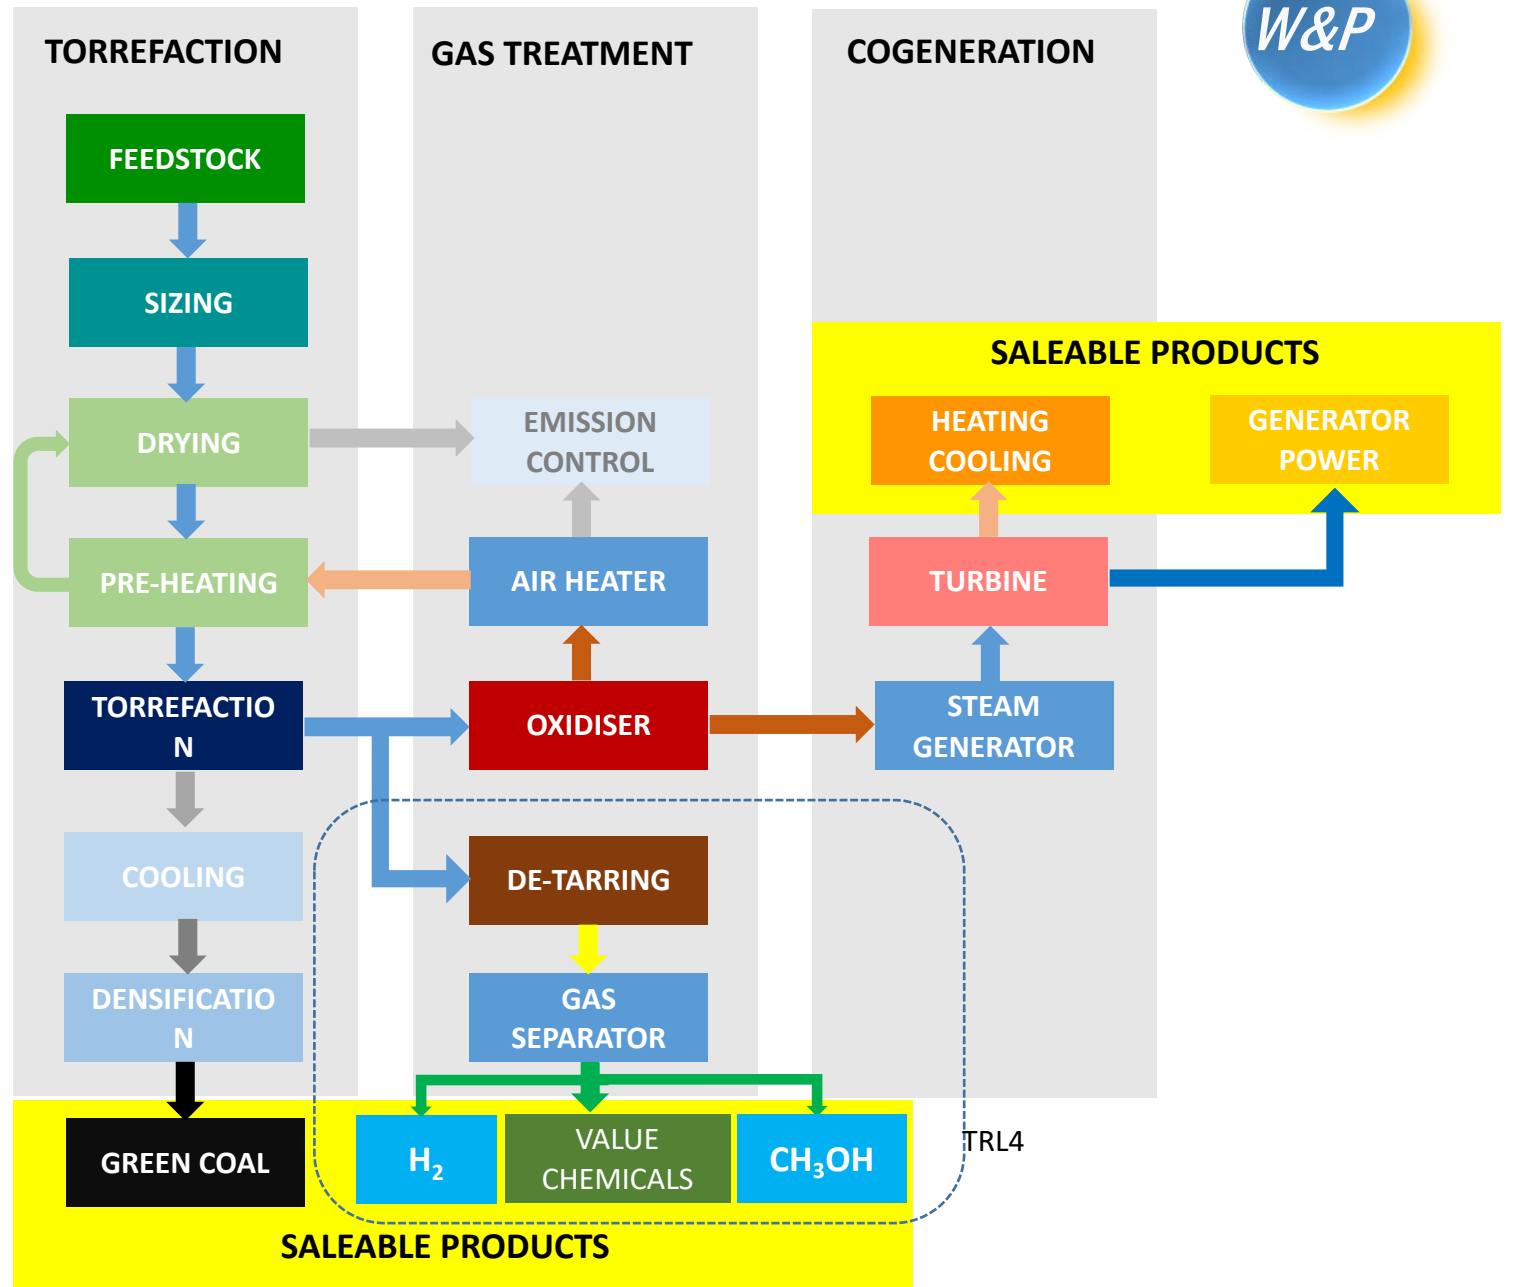 W&P
TORREFACTION
GAS TREATMENT
COGENERATION
FEEDSTOCK
SIZING
SALEABLE PRODUCTS
DRYING
EMISSION
CONTROL
HEATING
COOLING
GENERATOR
POWER
PRE-HEATING
AIR HEATER
TURBINE
TORREFACTIO
N
OXIDISER
STEAM
GENERATOR
COOLING
DE-TARRING
DENSIFICATIO
N
GAS
SEPARATOR
GREEN COAL
H₂
VALUE
CHEMICALS
CH₃OH
TRL4
SALEABLE PRODUCTS